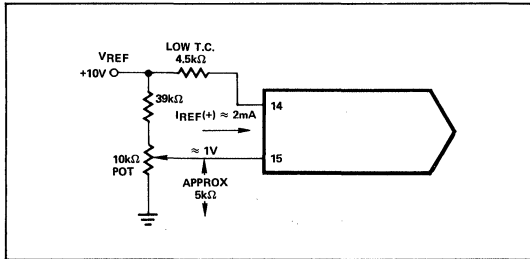 LOW T.C.
4.5kΩ
VREF
+10V
39kΩ
14
IREF(+) ≈ 2mA
≈ 1V
15
10kΩ
POT
APPROX
5kΩ